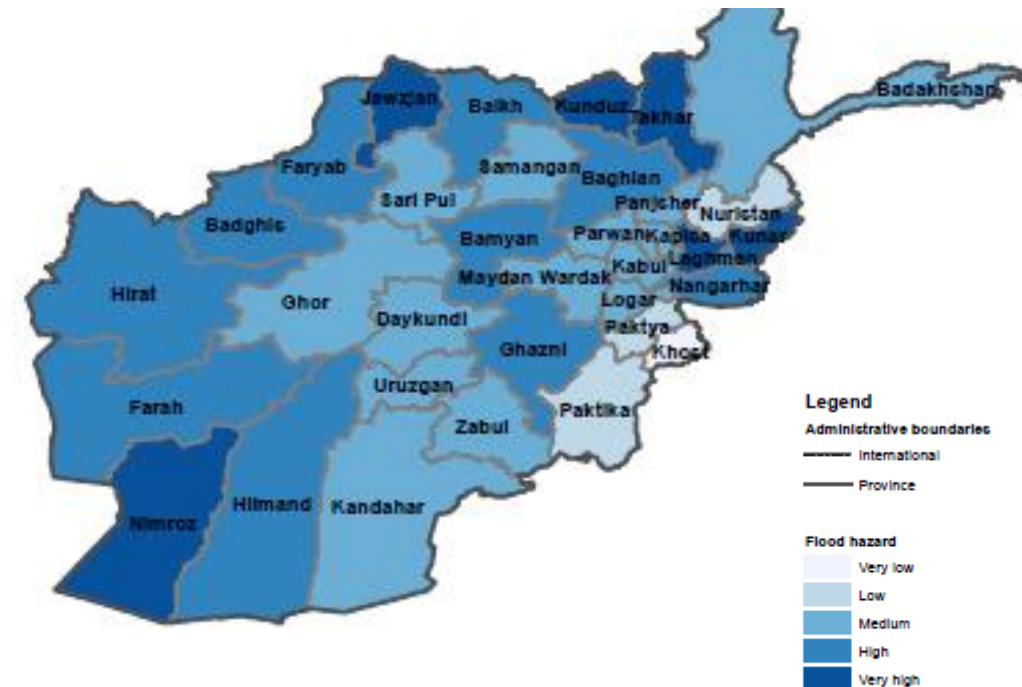 Badakhshan
Jawzjan
Balkh
Kunduz
Takhar
Faryab
Samangan
Baghlan
Sari Pul
Panjsher
Nuristan
Badghis
Bamyan
Parwan
Kapisa
Kunar
Laghman
Hirat
Ghor
Maydan Wardak
Kabul
Nangarhar
Logar
Daykundi
Paktya
Ghazni
Khost
Uruzgan
Farah
Paktika
Zabul
Nimroz
Hilmand
Kandahar
Legend
Administrative boundaries
International
Province
Flood hazard
Very low
Low
Medium
High
Very high